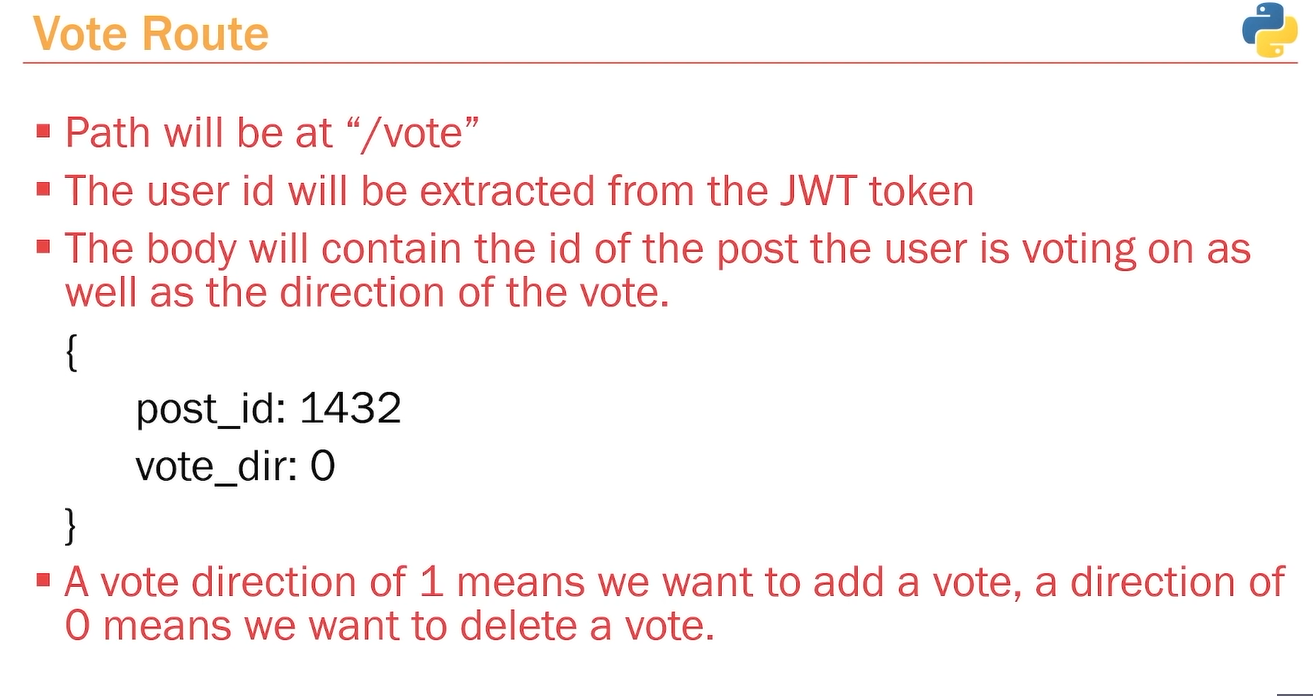 Vote Route
▪ Path will be at “/vote”
▪ The user id will be extracted from the JWT token
▪ The body will contain the id of the post the user is voting on as
well as the direction of the vote.
{
post_id: 1432
vote_dir: 0
}
▪ A vote direction of 1 means we want to add a vote, a direction of
0 means we want to delete a vote.